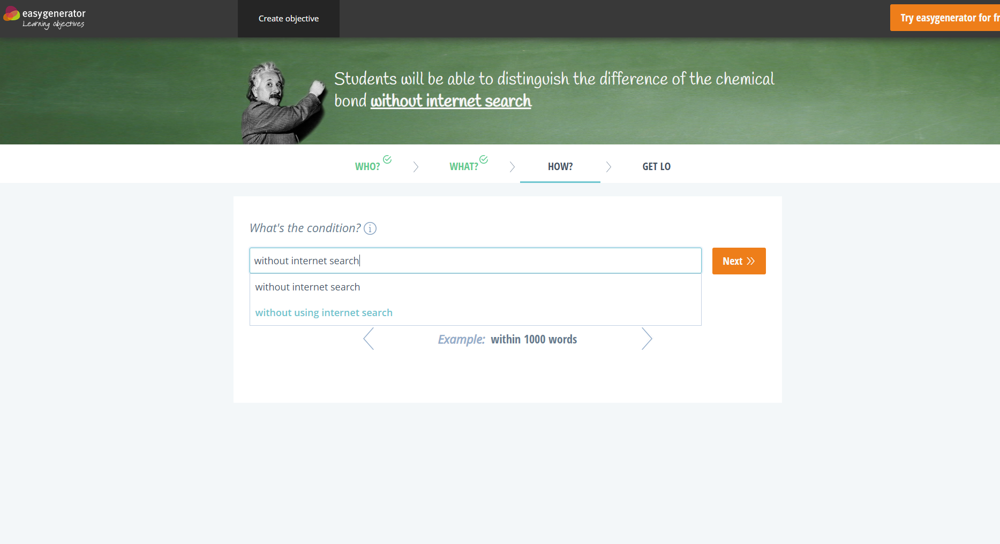 easygenerator
Learning objectives
Create objective
Try easygenerator for fr
Students will be able to distinguish the difference of the chemical
bond without internet search
WHO?
WHAT?
HOW?
GET LO
What's the condition?
without internet search
Next
without internet search
without using internet search
Example: within 1000 words